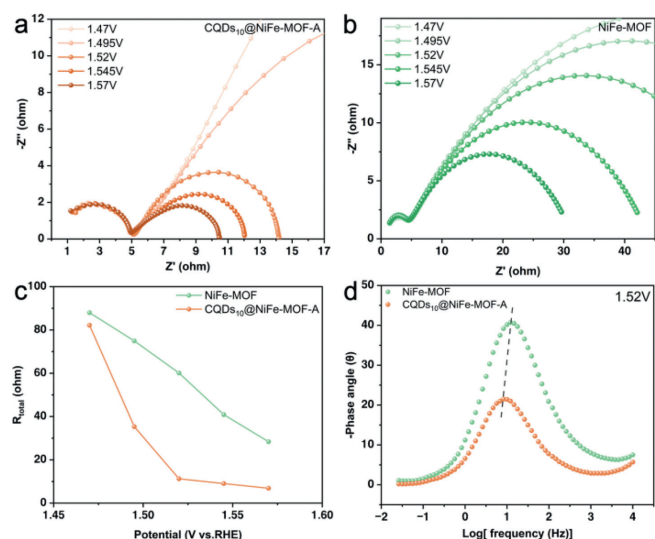 a
1.47V
1.495V
1.52V
1.545V
1.57V
CQDs10@NiFe-MOF-A
12
10
8
6
4
2
0
-Z'' (ohm)
1 3 5 7 9 11 13 15 17
Z' (ohm)
b
1.47V
1.495V
1.52V
1.545V
1.57V
NiFe-MOF
15
10
5
0
-Z'' (ohm)
0 10 20 30 40
Z' (ohm)
c
NiFe-MOF
CQDs10@NiFe-MOF-A
100
80
60
40
20
0
Rtotal (ohm)
1.45 1.50 1.55 1.60
Potential (V vs.RHE)
d
NiFe-MOF
CQDs10@NiFe-MOF-A
1.52V
50
40
30
20
10
0
-Phase angle (θ)
−2 −1 0 1 2 3 4
Log[ frequency (Hz)]